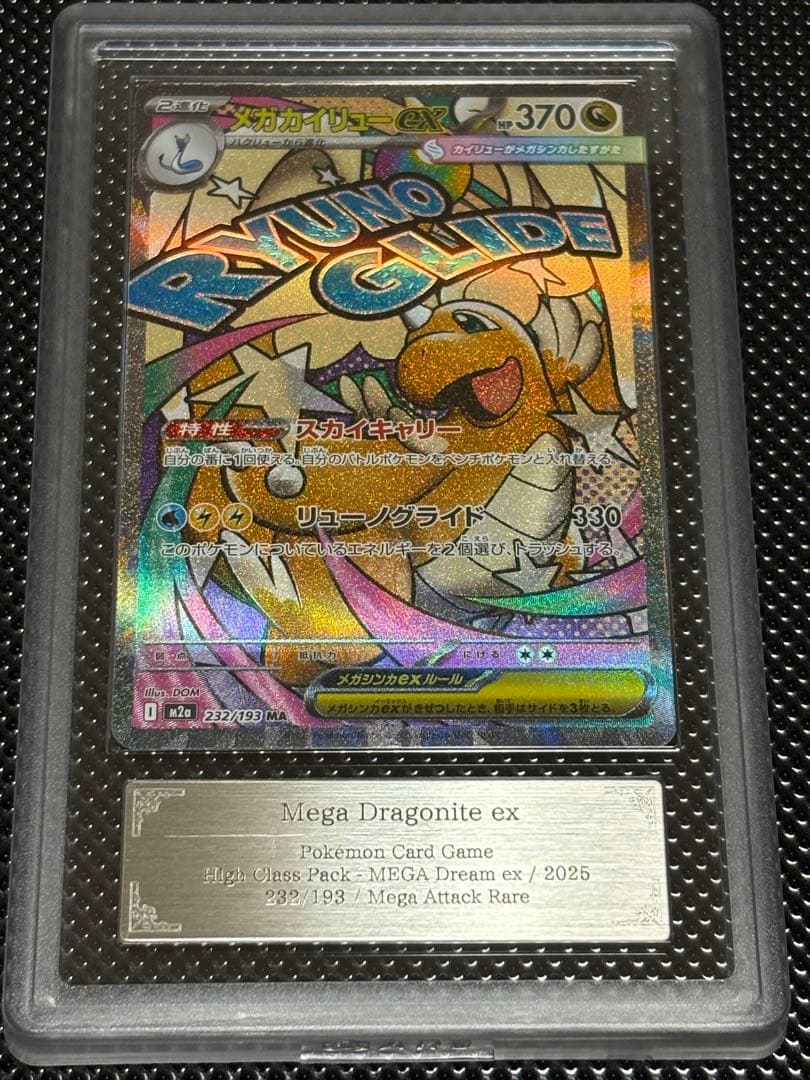 2進化
メガカイリューex
HP 370
ハクリューから進化
カイリューがメガシンカしたすがた
RYUNO
GLIDE
特性 スカイキャリー
自分の番に1回使える。自分のバトルポケモンをベンチポケモンと入れ替える。
リューノグライド 330
このポケモンについているエネルギーを2個選び、トラッシュする。
弱点 抵抗力 にげる
メガシンカexルール
メガシンカexがきぜつしたとき、相手はサイドを3枚とる。
Illus. DOM
I m2a 232/193 MA
Mega Dragonite ex
Pokémon Card Game
High Class Pack - MEGA Dream ex / 2025
232/193 / Mega Attack Rare